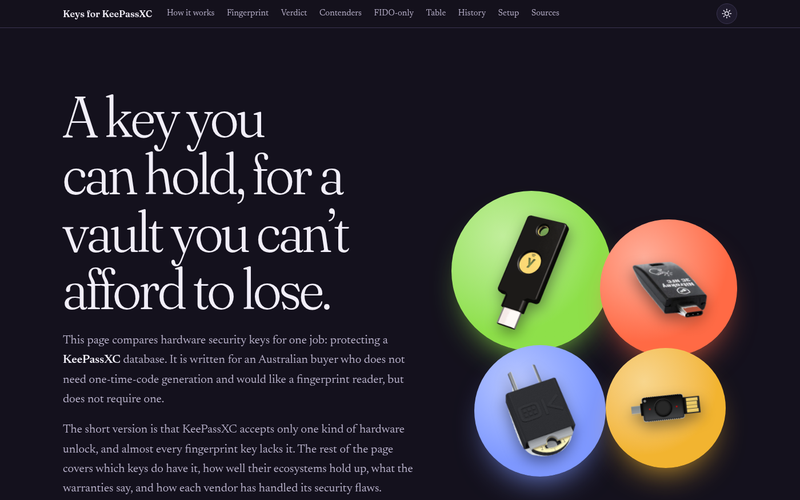 Keys for KeePassXC How it works Fingerprint Verdict Contenders FIDO-only Table History Setup Sources
A key you
can hold, for a
vault you can’t
afford to lose.
This page compares hardware security keys for one job: protecting a
KeePassXC database. It is written for an Australian buyer who does not
need one-time-code generation and would like a fingerprint reader, but
does not require one.
The short version is that KeePassXC accepts only one kind of hardware
unlock, and almost every fingerprint key lacks it. The rest of the page
covers which keys do have it, how well their ecosystems hold up, what the
warranties say, and how each vendor has handled its security flaws.
y